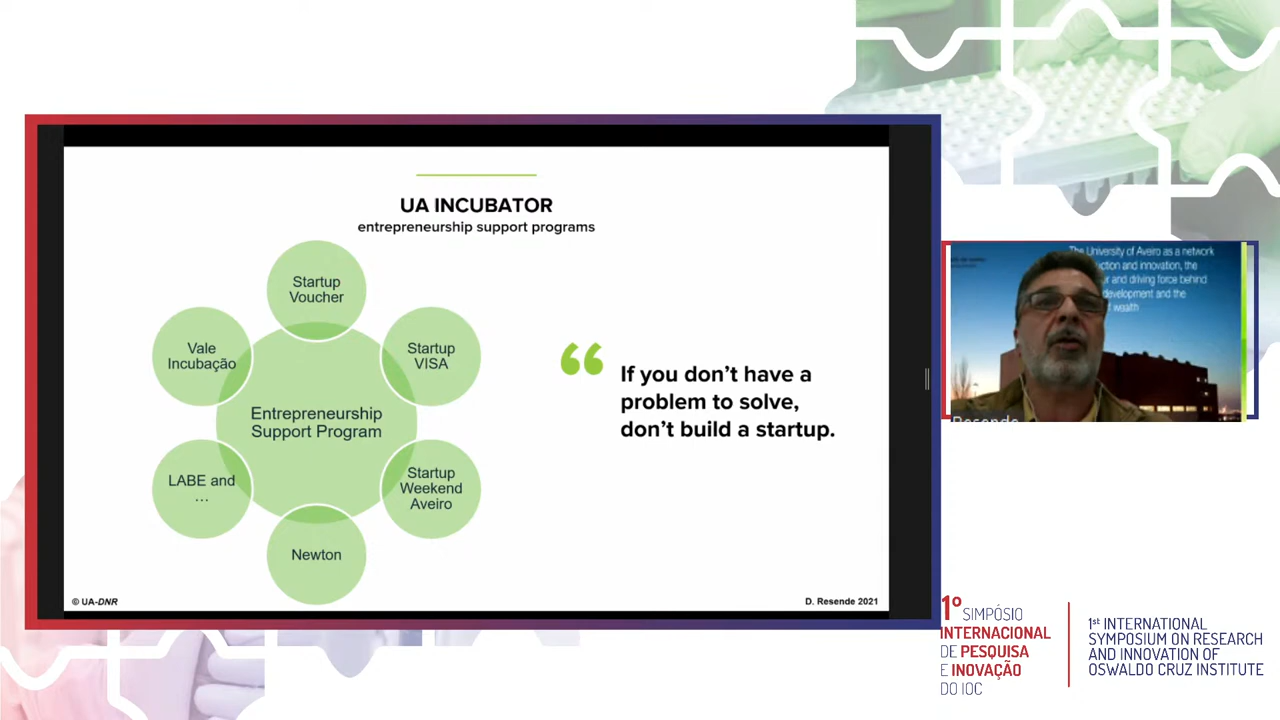 UA INCUBATOR
entrepreneurship support programs
Startup
Voucher
Vale
Incubação
Startup
VISA
Entrepreneurship
Support Program
LABE and
...
Startup
Weekend
Aveiro
Newton
“
If you don’t have a
problem to solve,
don’t build a startup.
© UA-DNR
D. Resende 2021
The University of Aveiro as a network
and innovation, the
and driving force behind
development and the
wealth
Resende
1º SIMPÓSIO
INTERNACIONAL
DE PESQUISA
E INOVAÇÃO
DO IOC
1st INTERNATIONAL
SYMPOSIUM ON RESEARCH
AND INNOVATION OF
OSWALDO CRUZ INSTITUTE